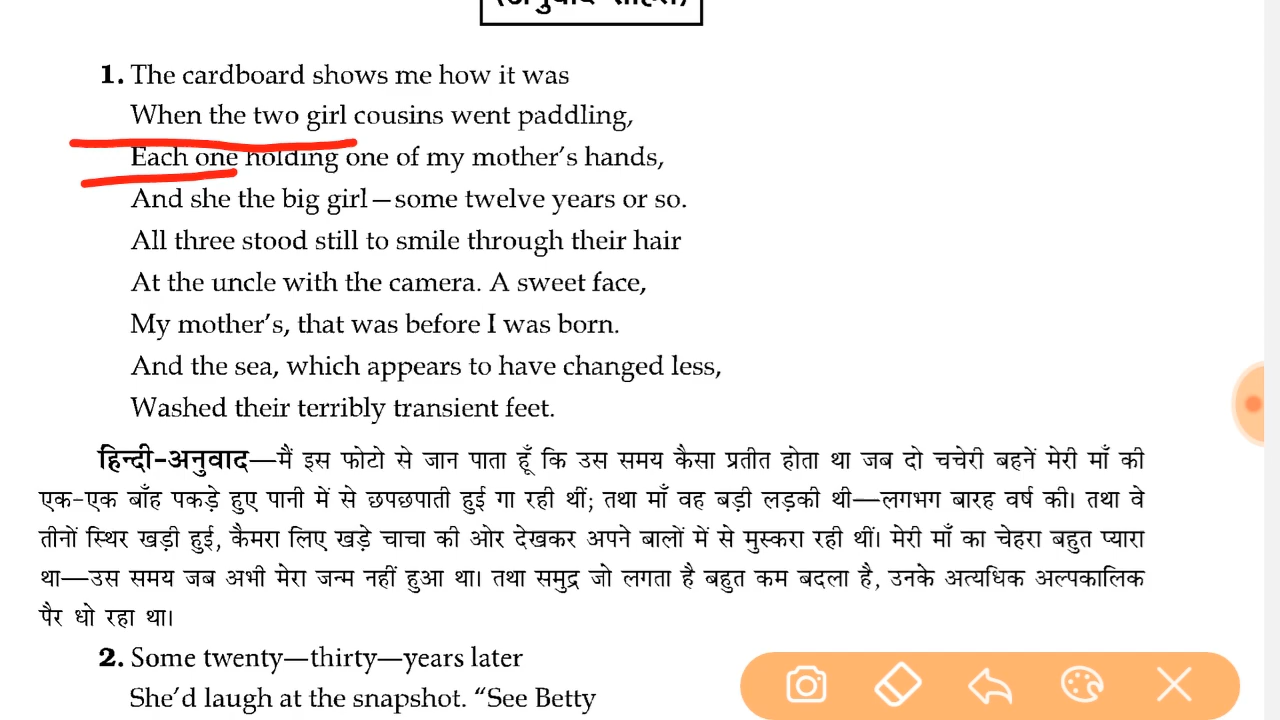 1. The cardboard shows me how it was
When the two girl cousins went paddling,
Each one holding one of my mother's hands,
And she the big girl—some twelve years or so.
All three stood still to smile through their hair
At the uncle with the camera. A sweet face,
My mother's, that was before I was born.
And the sea, which appears to have changed less,
Washed their terribly transient feet.
हिन्दी-अनुवाद—मैं इस फोटो से जान पाता हूँ कि उस समय कैसा प्रतीत होता था जब दो चचेरी बहनें मेरी माँ की
एक-एक बाँह पकड़े हुए पानी में से छपछपाती हुई गा रही थीं; तथा माँ वह बड़ी लड़की थी—लगभग बारह वर्ष की। तथा वे
तीनों स्थिर खड़ी हुई, कैमरा लिए खड़े चाचा की ओर देखकर अपने बालों में से मुस्करा रही थीं। मेरी माँ का चेहरा बहुत प्यारा
था—उस समय जब अभी मेरा जन्म नहीं हुआ था। तथा समुद्र जो लगता है बहुत कम बदला है, उनके अत्यधिक अल्पकालिक
पैर धो रहा था।
2. Some twenty—thirty—years later
She'd laugh at the snapshot. “See Betty